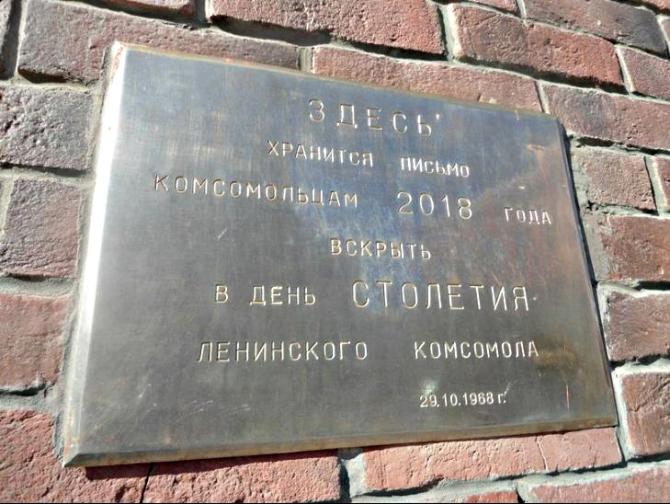 ЗДЕСЬ
ХРАНИТСЯ ПИСЬМО
КОМСОМОЛЬЦАМ 2018 ГОДА
ВСКРЫТЬ
В ДЕНЬ СТОЛЕТИЯ
ЛЕНИНСКОГО КОМСОМОЛА
29.10.1968 г.